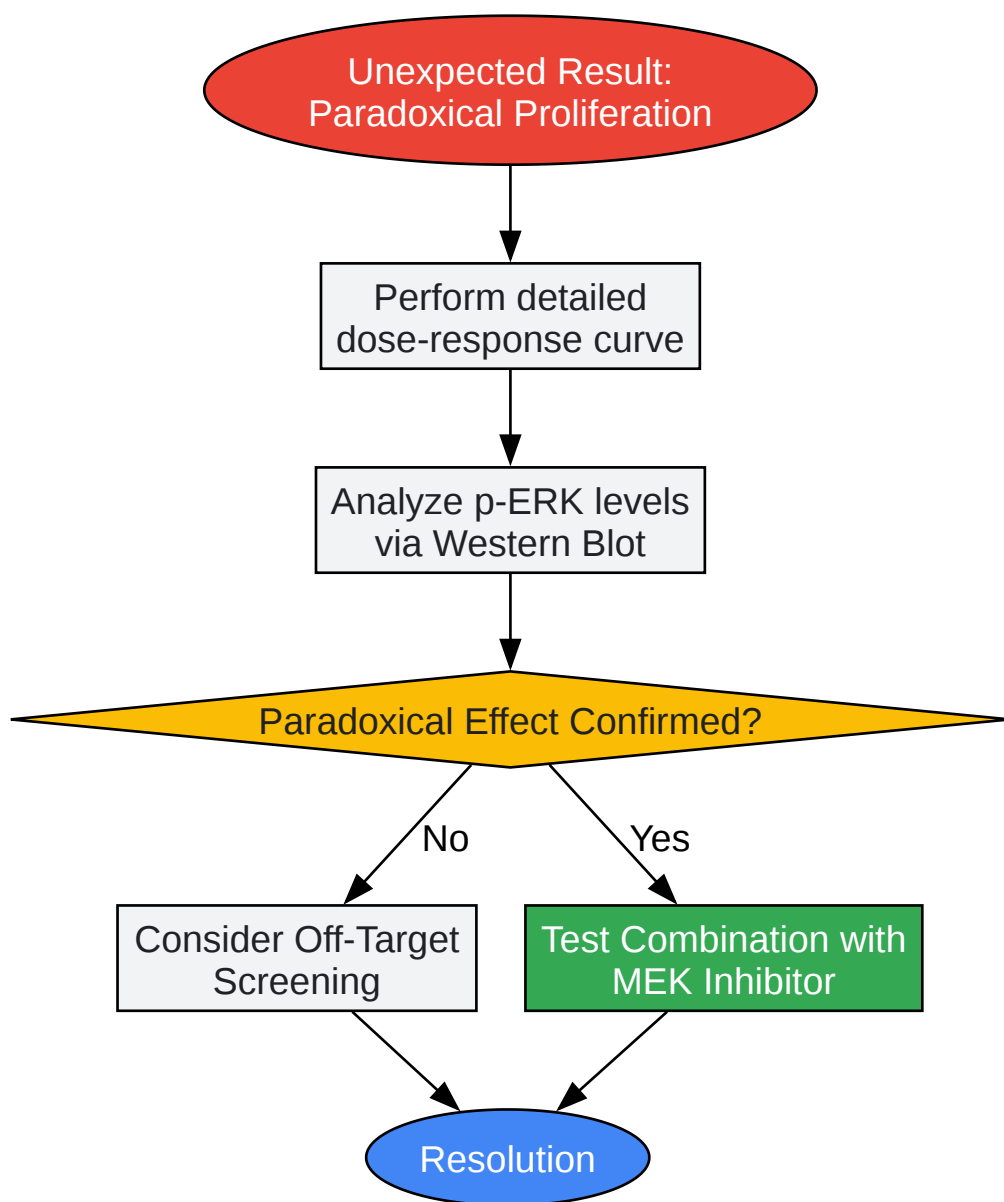 Unexpected Result:
Paradoxical Proliferation
Perform detailed
dose-response curve
Analyze p-ERK levels
via Western Blot
Paradoxical Effect Confirmed?
No
Yes
Consider Off-Target
Screening
Test Combination with
MEK Inhibitor
Resolution